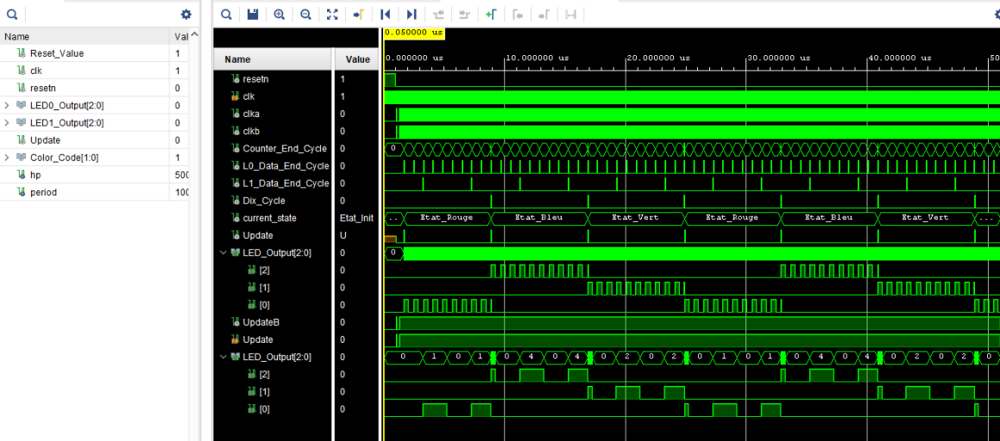 Name Val
Reset_Value 1
clk 1
resetn 0
LED0_Output[2:0] 0
LED1_Output[2:0] 0
Update 0
Color_Code[1:0] 1
hp 500
period 100
0.050000 us
0.000000 us 10.000000 us 20.000000 us 30.000000 us 40.000000 us 50
Name Value
resetn 1
clk 1
clka 0
clkb 0
Counter_End_Cycle 0 0
L0_Data_End_Cycle 0
L1_Data_End_Cycle 0
Dix_Cycle 0
current_state Etat_Init .. Etat_Rouge Etat_Bleu Etat_Vert Etat_Rouge Etat_Bleu Etat_Vert ...
Update U
LED_Output[2:0] 0 0
[2] 0
[1] 0
[0] 0
UpdateB 0
Update 0
LED_Output[2:0] 0 0 1 0 1 0 4 0 4 0 2 0 2 0 1 0 1 0 4 0 4 0 2 0 2 0
[2] 0
[1] 0
[0] 0